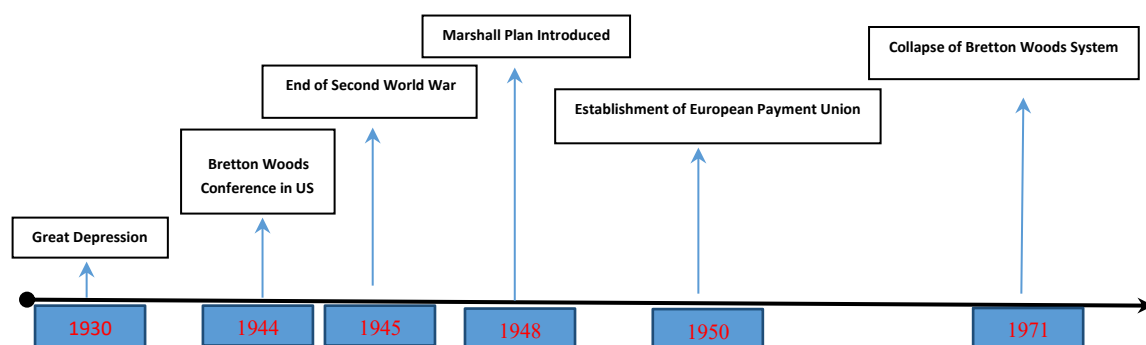 Marshall Plan Introduced
Collapse of Bretton Woods System
End of Second World War
Establishment of European Payment Union
Bretton Woods
Conference in US
Great Depression
1930
1944
1945
1948
1950
1971